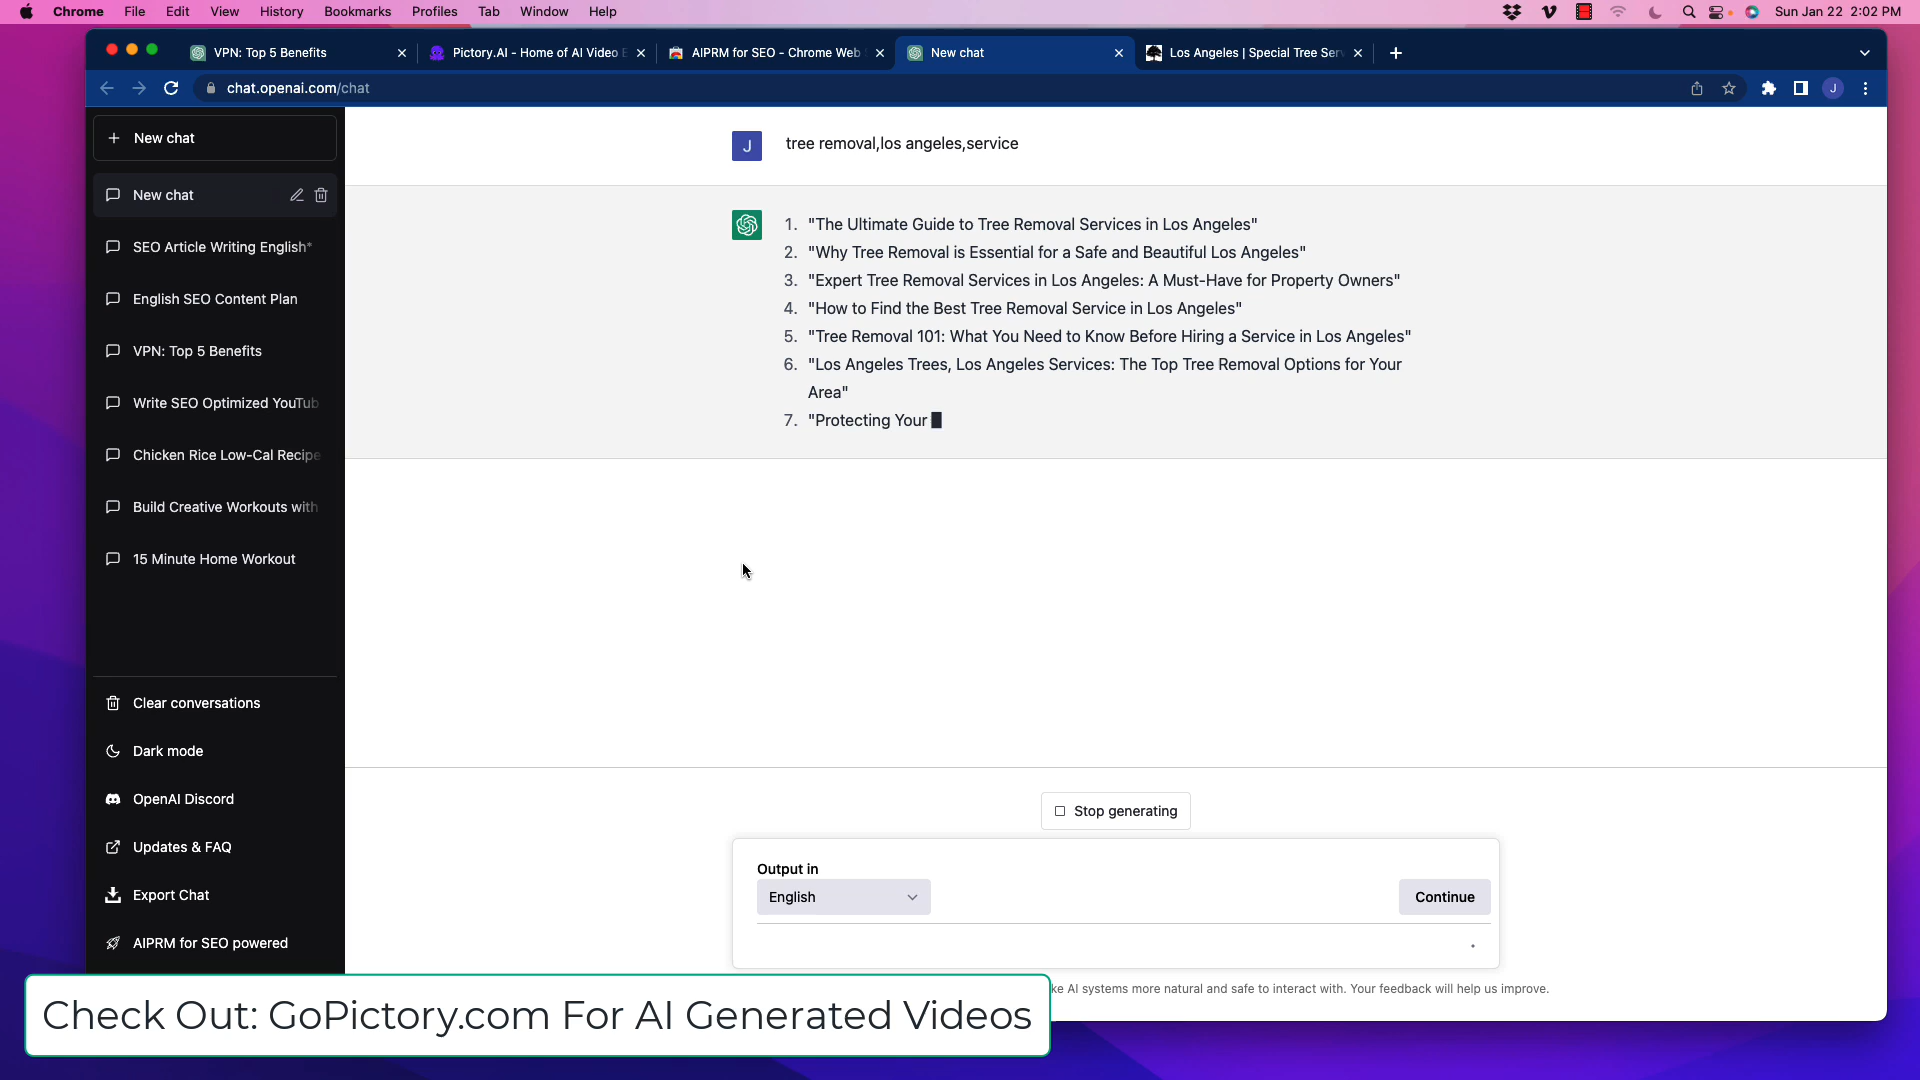 Chrome File Edit View History Bookmarks Profiles Tab Window Help Sun Jan 22 2:02 PM
VPN: Top 5 Benefits Pictory.AI - Home of AI Video AIPRM for SEO - Chrome Web New chat Los Angeles | Special Tree Serv
chat.openai.com/chat J
New chat
New chat
SEO Article Writing English*
English SEO Content Plan
VPN: Top 5 Benefits
Write SEO Optimized YouTub
Chicken Rice Low-Cal Recipe
Build Creative Workouts with
15 Minute Home Workout
Clear conversations
Dark mode
OpenAI Discord
Updates & FAQ
Export Chat
AIPRM for SEO powered
J tree removal,los angeles,service
1. "The Ultimate Guide to Tree Removal Services in Los Angeles"
2. "Why Tree Removal is Essential for a Safe and Beautiful Los Angeles"
3. "Expert Tree Removal Services in Los Angeles: A Must-Have for Property Owners"
4. "How to Find the Best Tree Removal Service in Los Angeles"
5. "Tree Removal 101: What You Need to Know Before Hiring a Service in Los Angeles"
6. "Los Angeles Trees, Los Angeles Services: The Top Tree Removal Options for Your
Area"
7. "Protecting Your
Stop generating
Output in
English Continue
ke AI systems more natural and safe to interact with. Your feedback will help us improve.
Check Out: GoPictory.com For AI Generated Videos